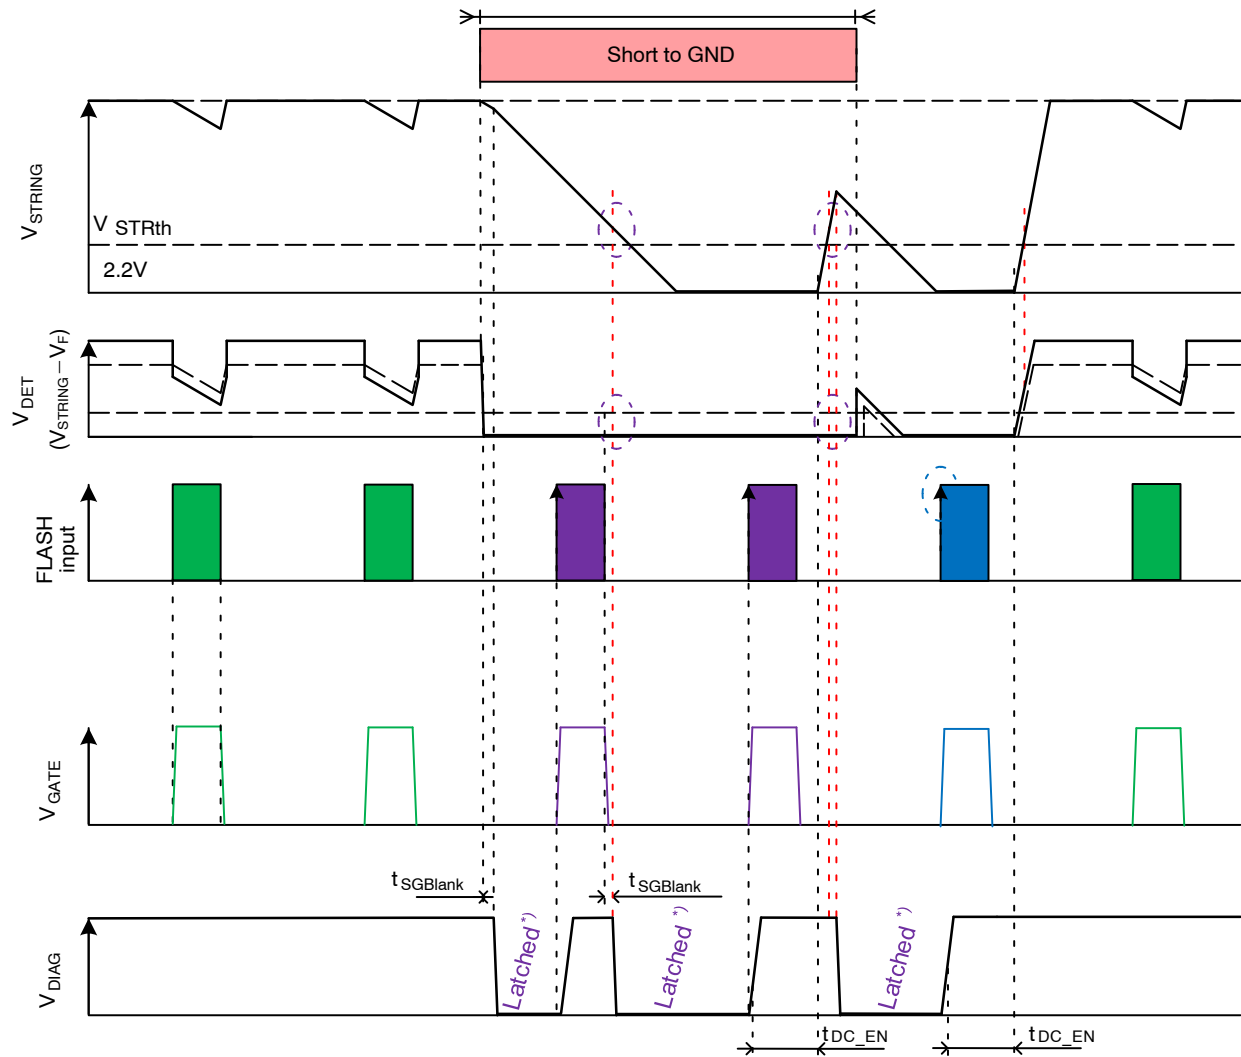 Short to GND
VSTRING
V STRth
2.2V
VDET
(VSTRING – VF)
FLASH
input
VGATE
tSGBlank
tSGBlank
VDIAG
Latched *)
Latched *)
Latched *)
tDC_EN
tDC_EN